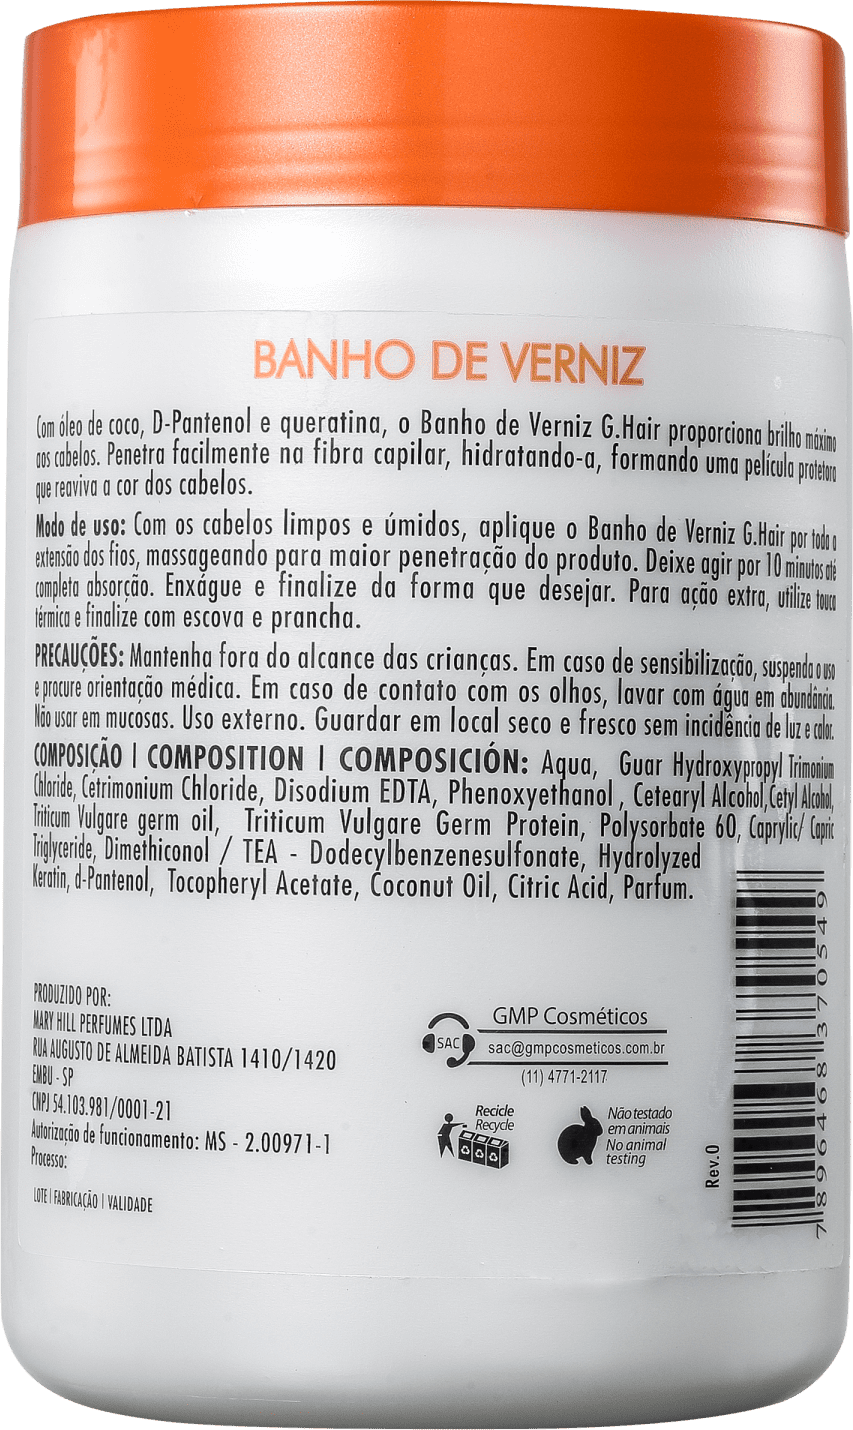 BANHO DE VERNIZ
Com óleo de coco, D-Pantenol e queratina, o Banho de Verniz G.Hair proporciona brilho máximo
aos cabelos. Penetra facilmente na fibra capilar, hidratando-a, formando uma película protetora
que reaviva a cor dos cabelos.
Modo de uso: Com os cabelos limpos e úmidos, aplique o Banho de Verniz G.Hair por toda a
extensão dos fios, massageando para maior penetração do produto. Deixe agir por 10 minutos até
completa absorção. Enxágue e finalize da forma que desejar. Para ação extra, utilize touca
térmica e finalize com escova e prancha.
PRECAUÇÕES: Mantenha fora do alcance das crianças. Em caso de sensibilização, suspenda o uso
e procure orientação médica. Em caso de contato com os olhos, lavar com água em abundância.
Não usar em mucosas. Uso externo. Guardar em local seco e fresco sem incidência de luz e calor.
COMPOSIÇÃO | COMPOSITION | COMPOSICIÓN: Aqua, Guar Hydroxypropyl Trimonium
Chloride, Cetrimonium Chloride, Disodium EDTA, Phenoxyethanol , Cetearyl Alcohol,Cetyl Alcohol,
Triticum Vulgare germ oil, Triticum Vulgare Germ Protein, Polysorbate 60, Caprylic/ Capric
Triglyceride, Dimethiconol / TEA - Dodecylbenzenesulfonate, Hydrolyzed
Keratin, d-Pantenol, Tocopheryl Acetate, Coconut Oil, Citric Acid, Parfum.
PRODUZIDO POR:
MARY HILL PERFUMES LTDA
RUA AUGUSTO DE ALMEIDA BATISTA 1410/1420
EMBU - SP
CNPJ 54.103.981/0001-21
Autorização de funcionamento: MS - 2.00971-1
Processo:
LOTE | FABRICAÇÃO | VALIDADE
SAC
GMP Cosméticos
sac@gmpcosmeticos.com.br
(11) 4771-2117
Recicle
Recycle
Não testado
em animais
No animal
testing
Rev.0
7 896468 370549